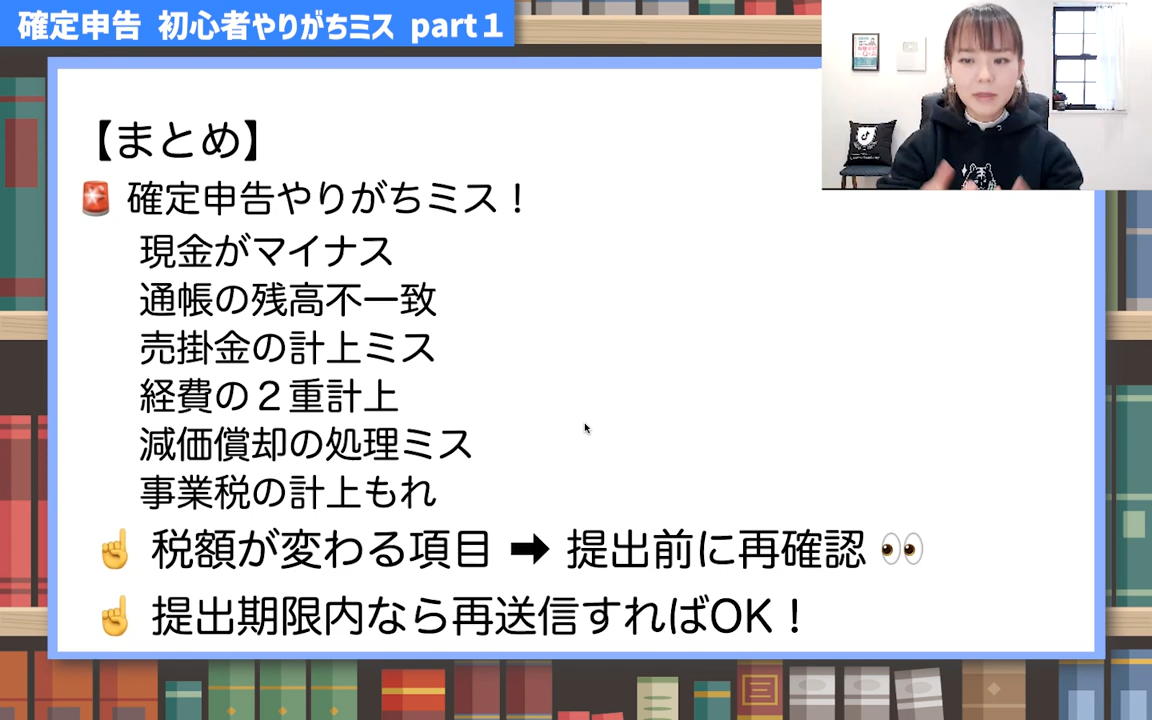 確定申告 初心者やりがちミス part1
【まとめ】
🚨 確定申告やりがちミス！
現金がマイナス
通帳の残高不一致
売掛金の計上ミス
経費の２重計上
減価償却の処理ミス
事業税の計上もれ
☝ 税額が変わる項目 ➡ 提出前に再確認 👀
☝ 提出期限内なら再送信すればOK！